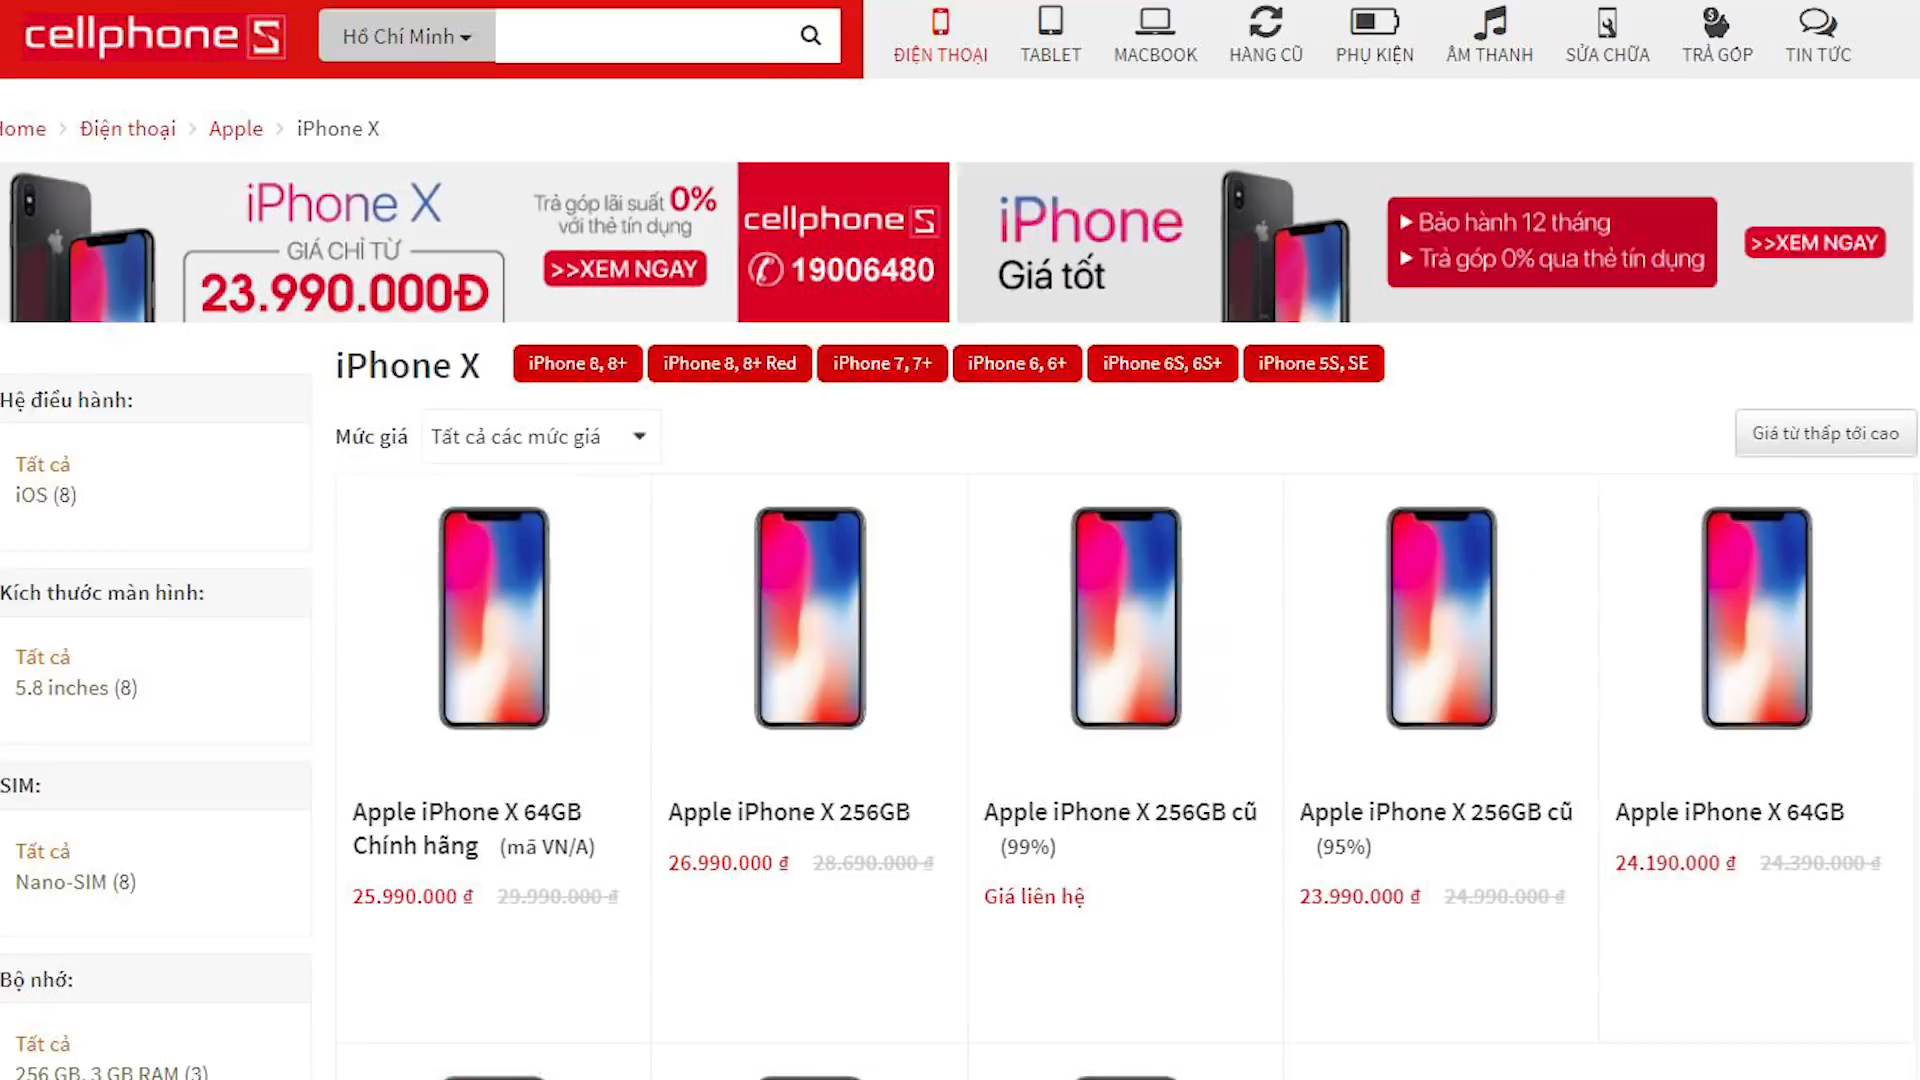 cellphone S
Hồ Chí Minh
ĐIỆN THOẠI
TABLET
MACBOOK
HÀNG CŨ
PHỤ KIỆN
ÂM THANH
SỬA CHỮA
TRẢ GÓP
TIN TỨC
Home > Điện thoại > Apple > iPhone X
iPhone X
GIÁ CHỈ TỪ
23.990.000Đ
Trả góp lãi suất 0%
với thẻ tín dụng
>>XEM NGAY
cellphone S
19006480
iPhone
Giá tốt
Bảo hành 12 tháng
Trả góp 0% qua thẻ tín dụng
>>XEM NGAY
iPhone X
iPhone 8, 8+
iPhone 8, 8+ Red
iPhone 7, 7+
iPhone 6, 6+
iPhone 6S, 6S+
iPhone 5S, SE
Mức giá
Tất cả các mức giá
Giá từ thấp tới cao
Hệ điều hành:
Tất cả
iOS (8)
Kích thước màn hình:
Tất cả
5.8 inches (8)
SIM:
Tất cả
Nano-SIM (8)
Bộ nhớ:
Tất cả
256 GB, 3 GB RAM (3)
Apple iPhone X 64GB
Chính hãng (mã VN/A)
25.990.000 ₫ 29.990.000 ₫
Apple iPhone X 256GB
26.990.000 ₫ 28.690.000 ₫
Apple iPhone X 256GB cũ
(99%)
Giá liên hệ
Apple iPhone X 256GB cũ
(95%)
23.990.000 ₫ 24.990.000 ₫
Apple iPhone X 64GB
24.190.000 ₫ 24.390.000 ₫